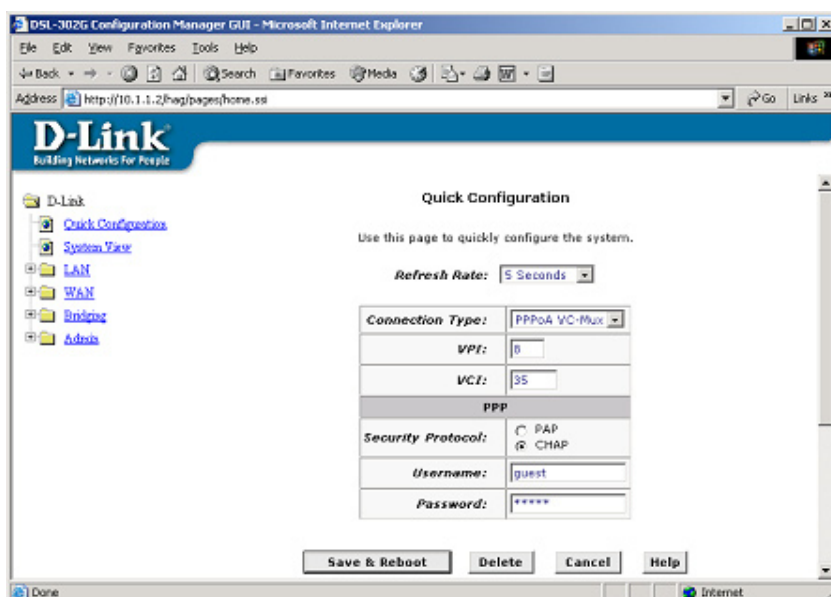 DSL-302G Configuration Manager GUI - Microsoft Internet Explorer
File Edit View Favorites Tools Help
Back Search Favorites Media
Address http://10.1.1.2/hag/pages/home.ssi Go Links »
D-Link
Building Networks For People
D-Link
Quick Configuration
System View
LAN
WAN
Bridging
Admin
Quick Configuration
Use this page to quickly configure the system.
Refresh Rate: 5 Seconds
Connection Type: PPPoA VC-Mux
VPI: 8
VCI: 35
PPP
Security Protocol: PAP
CHAP
Username: guest
Password: *****
Save & Reboot Delete Cancel Help
Done Internet